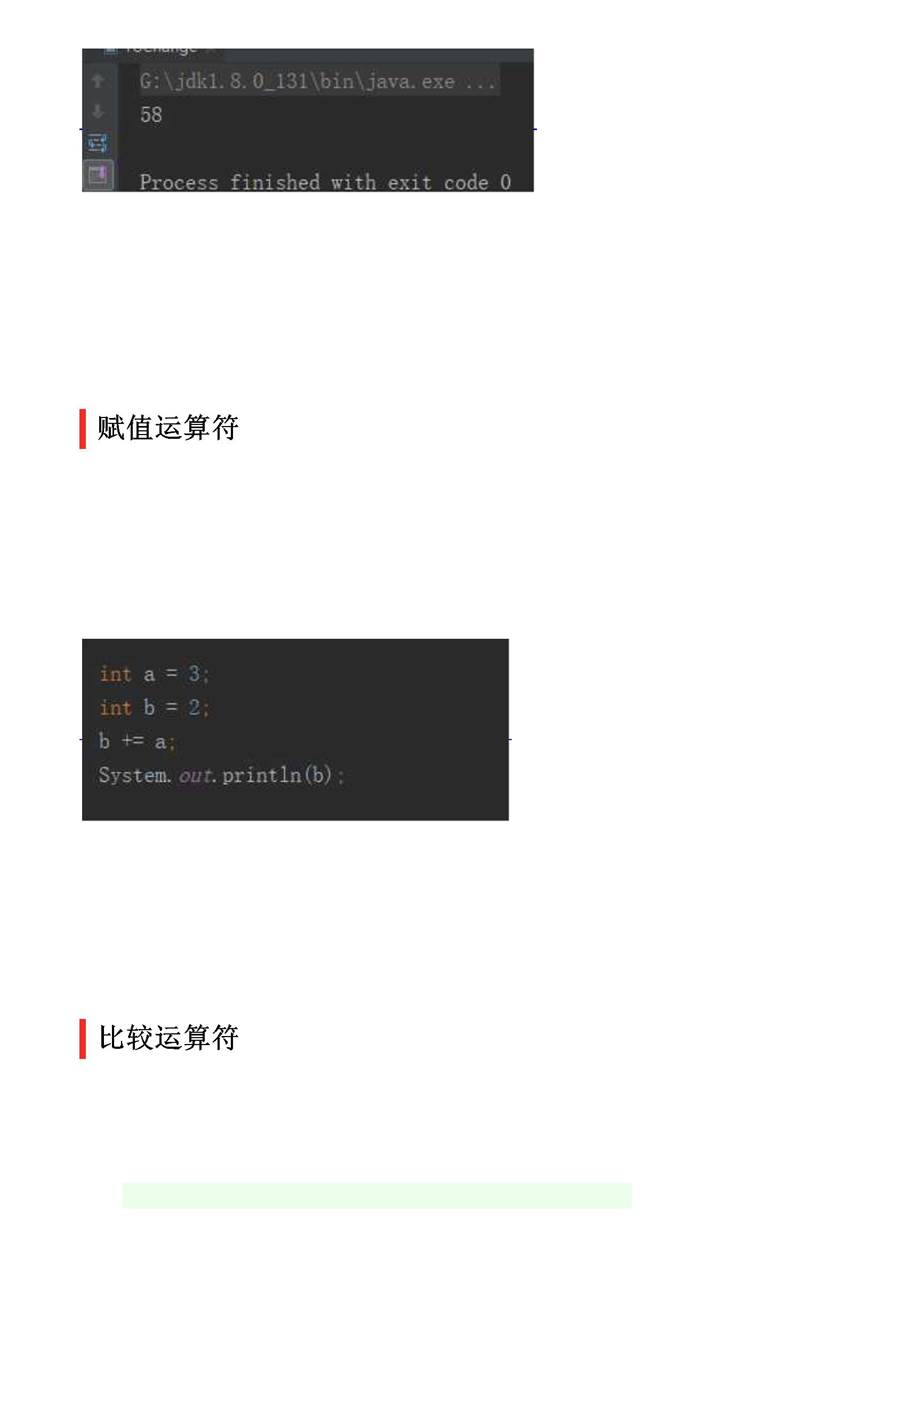 G:\jdk1.8.0_131\bin\java.exe ...
58
Process finished with exit code 0
赋值运算符
int a = 3;
int b = 2;
b += a;
System.out.println(b);
比较运算符